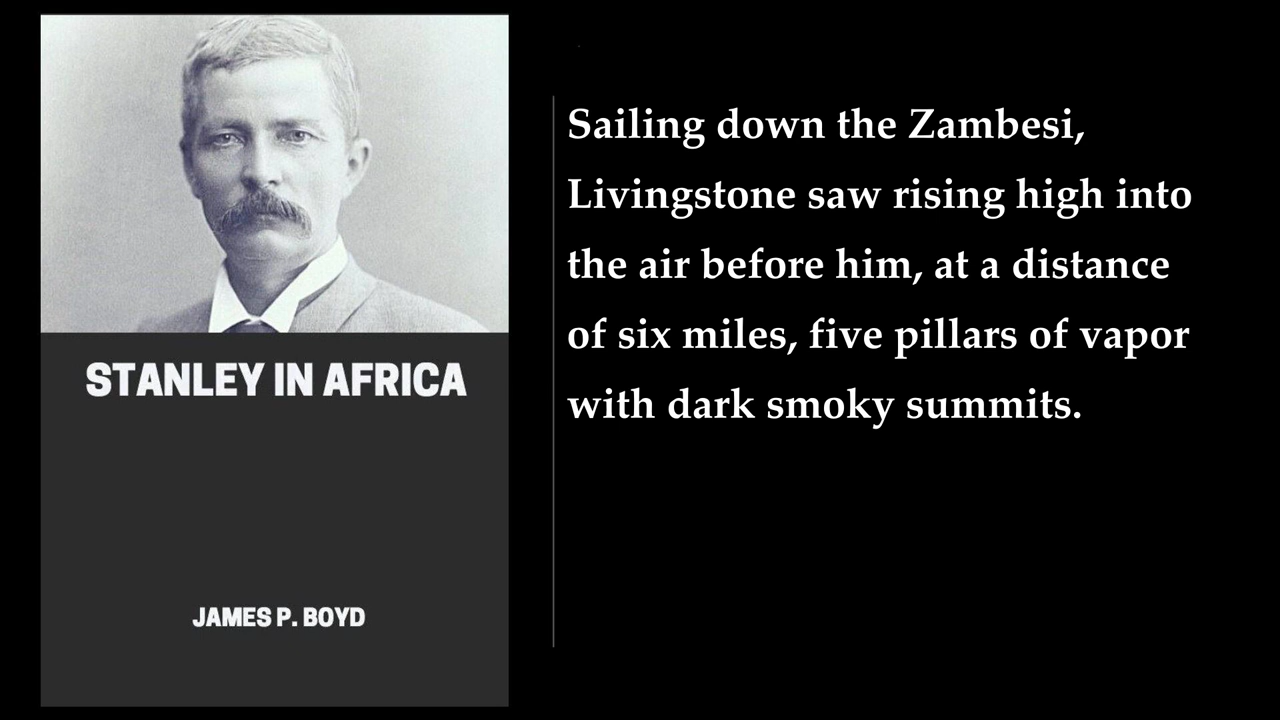 STANLEY IN AFRICA
JAMES P. BOYD
Sailing down the Zambesi,
Livingstone saw rising high into
the air before him, at a distance
of six miles, five pillars of vapor
with dark smoky summits.